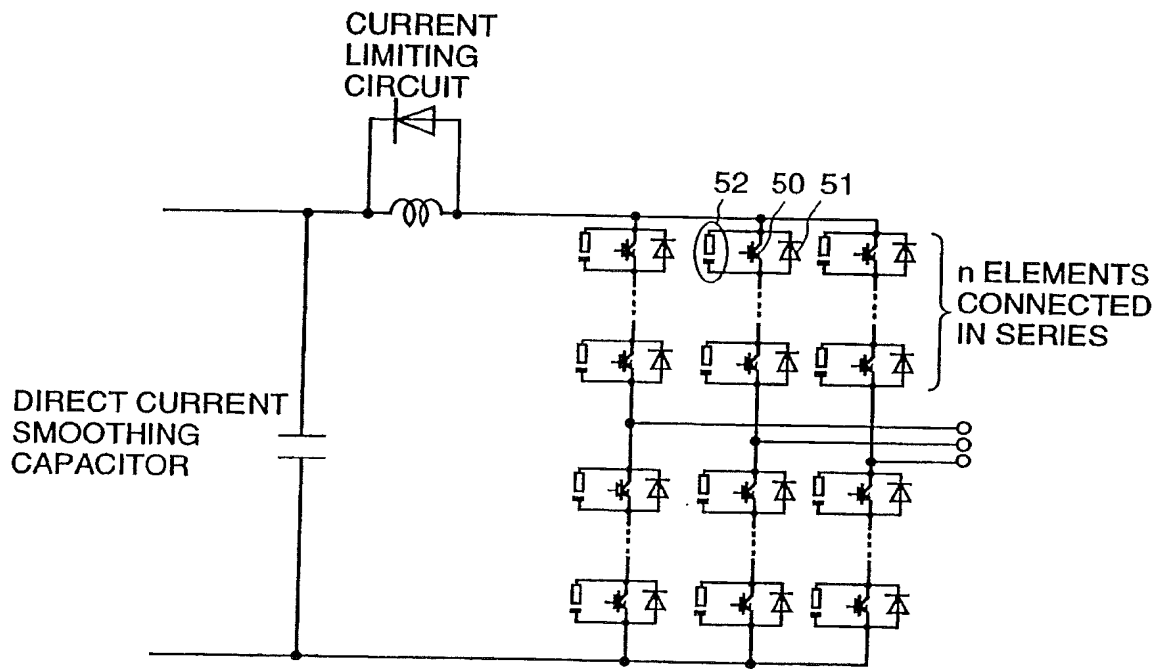 CURRENT
LIMITING
CIRCUIT
52 50 51
n ELEMENTS
CONNECTED
IN SERIES
DIRECT CURRENT
SMOOTHING
CAPACITOR